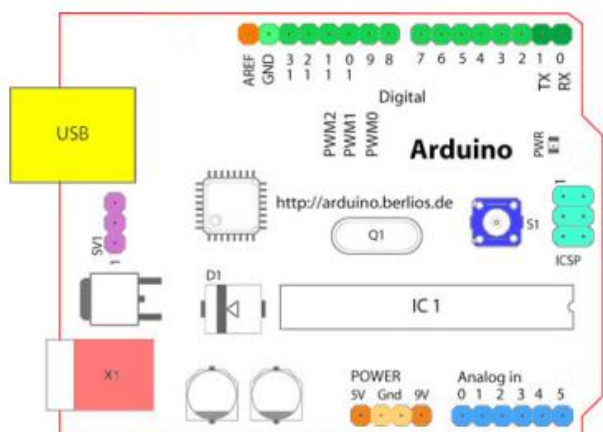 AREF
GND
13
12
11
10
9
8
7
6
5
4
3
2
1
0
TX
RX
Digital
PWM2
PWM1
PWM0
Arduino
PWR
USB
http://arduino.berlios.de
Q1
S1
1
ICSP
SV1
1
D1
IC 1
X1
POWER
5V Gnd 9V
Analog in
0 1 2 3 4 5